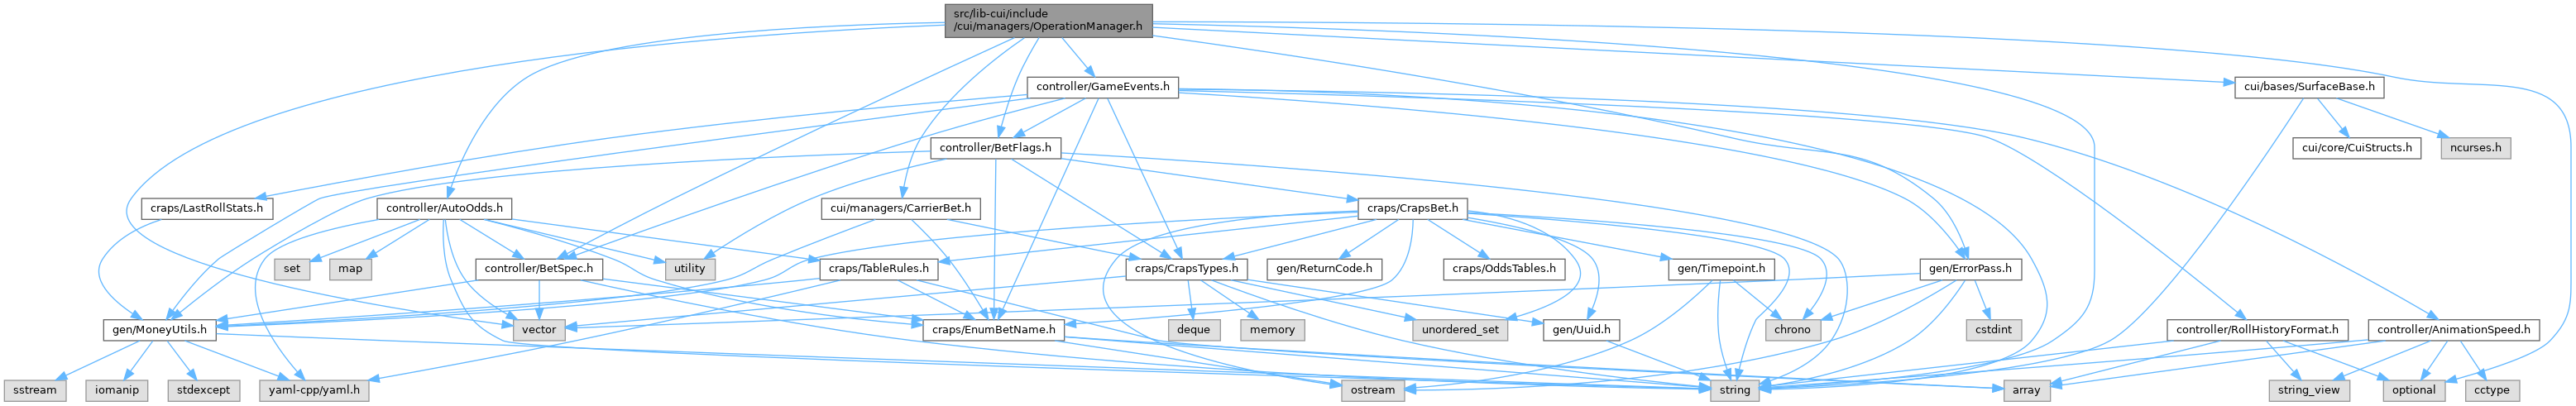 src/lib-cui/include
/cui/managers/OperationManager.h
controller/GameEvents.h
cui/bases/SurfaceBase.h
controller/BetFlags.h
cui/core/CuiStructs.h
ncurses.h
craps/LastRollStats.h
controller/AutoOdds.h
cui/managers/CarrierBet.h
craps/CrapsBet.h
set
map
controller/BetSpec.h
utility
craps/TableRules.h
craps/CrapsTypes.h
gen/ReturnCode.h
craps/OddsTables.h
gen/Timepoint.h
gen/ErrorPass.h
gen/MoneyUtils.h
vector
craps/EnumBetName.h
deque
memory
unordered_set
gen/Uuid.h
chrono
cstdint
controller/RollHistoryFormat.h
controller/AnimationSpeed.h
sstream
iomanip
stdexcept
yaml-cpp/yaml.h
ostream
string
array
string_view
optional
cctype